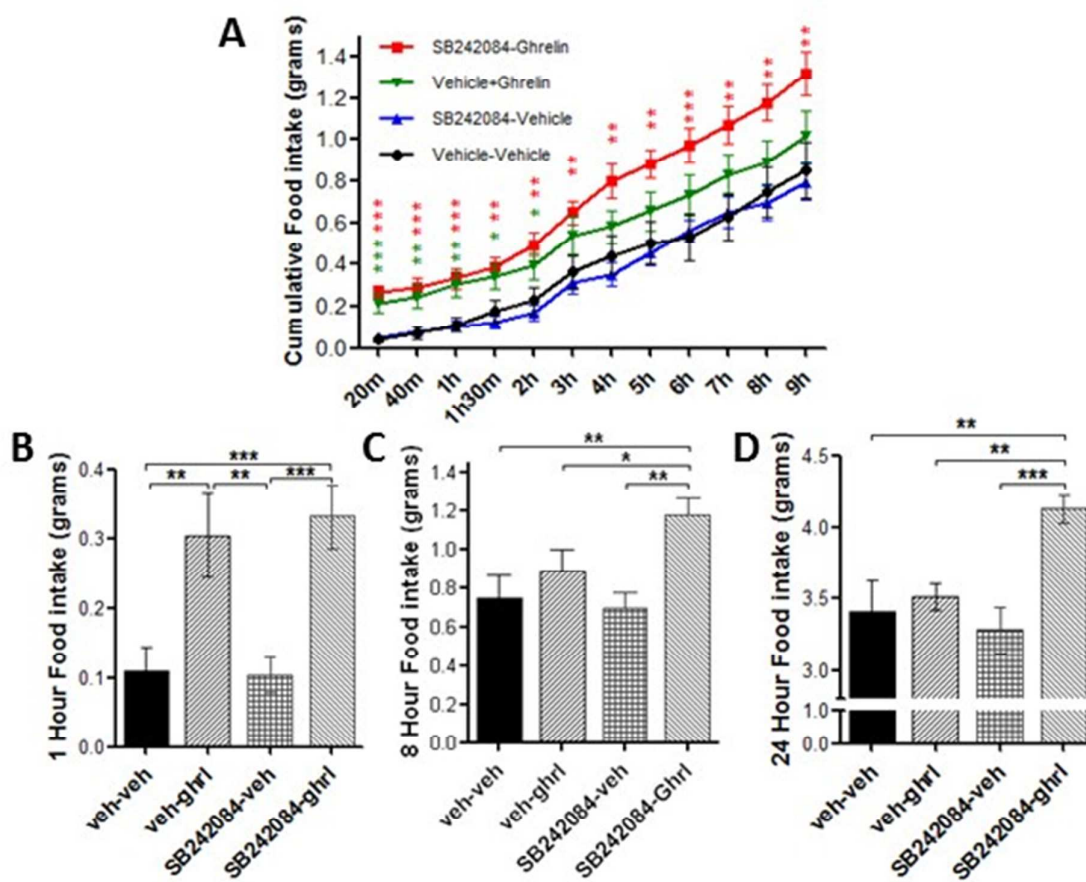 A
Cumulative Food intake (grams)
1.4
1.2
1.0
0.8
0.6
0.4
0.2
0.0
SB242084-Ghrelin
Vehicle+Ghrelin
SB242084-Vehicle
Vehicle-Vehicle
***
***
***
**
***
**
**
*
**
*
**
**
**
***
**
**
**
20m
40m
1h
1h30m
2h
3h
4h
5h
6h
7h
8h
9h
B
1 Hour Food intake (grams)
0.4
0.3
0.2
0.1
0.0
***
**
**
***
veh-veh
veh-ghrl
SB242084-veh
SB242084-ghrl
C
8 Hour Food intake (grams)
1.4
1.2
1.0
0.8
0.6
0.4
0.2
0.0
**
*
**
veh-veh
veh-ghrl
SB242084-veh
SB242084-Ghrl
D
24 Hour Food intake (grams)
4.5
4.0
3.5
3.0
1.0
0.0
**
**
***
veh-veh
veh-ghrl
SB242084-veh
SB242084-ghrl